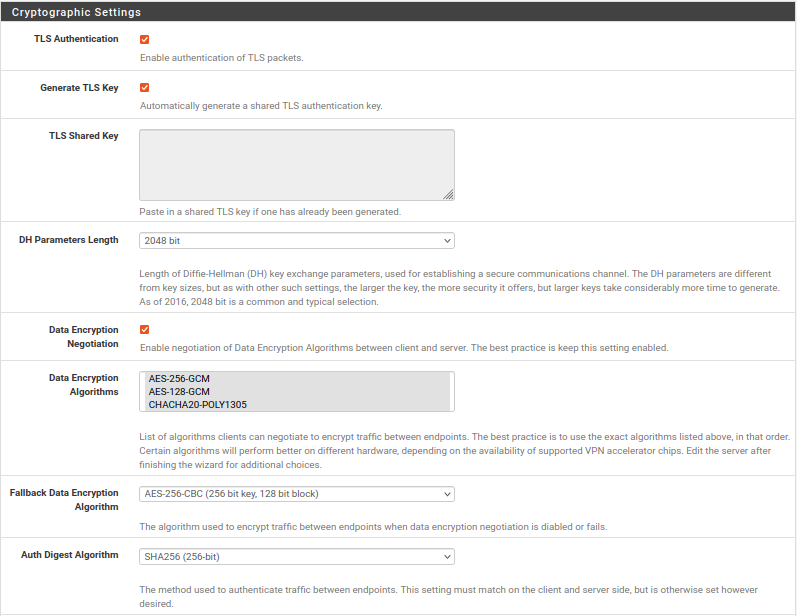 Cryptographic Settings
TLS Authentication
Enable authentication of TLS packets.
Generate TLS Key
Automatically generate a shared TLS authentication key.
TLS Shared Key
Paste in a shared TLS key if one has already been generated.
DH Parameters Length
2048 bit
Length of Diffie-Hellman (DH) key exchange parameters, used for establishing a secure communications channel. The DH parameters are different
from key sizes, but as with other such settings, the larger the key, the more security it offers, but larger keys take considerably more time to generate.
As of 2016, 2048 bit is a common and typical selection.
Data Encryption
Negotiation
Enable negotiation of Data Encryption Algorithms between client and server. The best practice is keep this setting enabled.
Data Encryption
Algorithms
AES-256-GCM
AES-128-GCM
CHACHA20-POLY1305
List of algorithms clients can negotiate to encrypt traffic between endpoints. The best practice is to use the exact algorithms listed above, in that order.
Certain algorithms will perform better on different hardware, depending on the availability of supported VPN accelerator chips. Edit the server after
finishing the wizard for additional choices.
Fallback Data Encryption
Algorithm
AES-256-CBC (256 bit key, 128 bit block)
The algorithm used to encrypt traffic between endpoints when data encryption negotiation is diabled or fails.
Auth Digest Algorithm
SHA256 (256-bit)
The method used to authenticate traffic between endpoints. This setting must match on the client and server side, but is otherwise set however
desired.